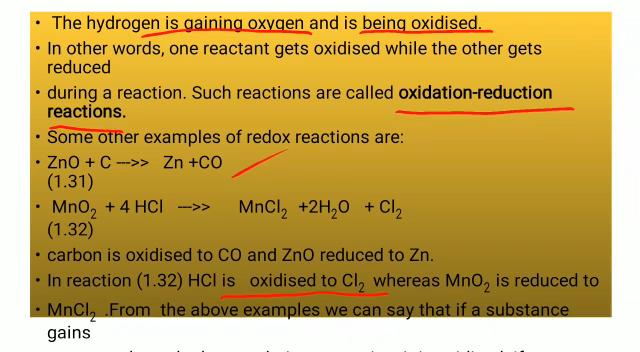 • The hydrogen is gaining oxygen and is being oxidised.
• In other words, one reactant gets oxidised while the other gets
reduced
• during a reaction. Such reactions are called oxidation-reduction
reactions.
• Some other examples of redox reactions are:
• ZnO + C --->> Zn +CO
(1.31)
• MnO₂ + 4 HCl --->> MnCl₂ +2H₂O + Cl₂
(1.32)
• carbon is oxidised to CO and ZnO reduced to Zn.
• In reaction (1.32) HCl is oxidised to Cl₂ whereas MnO₂ is reduced to
• MnCl₂ .From the above examples we can say that if a substance
gains